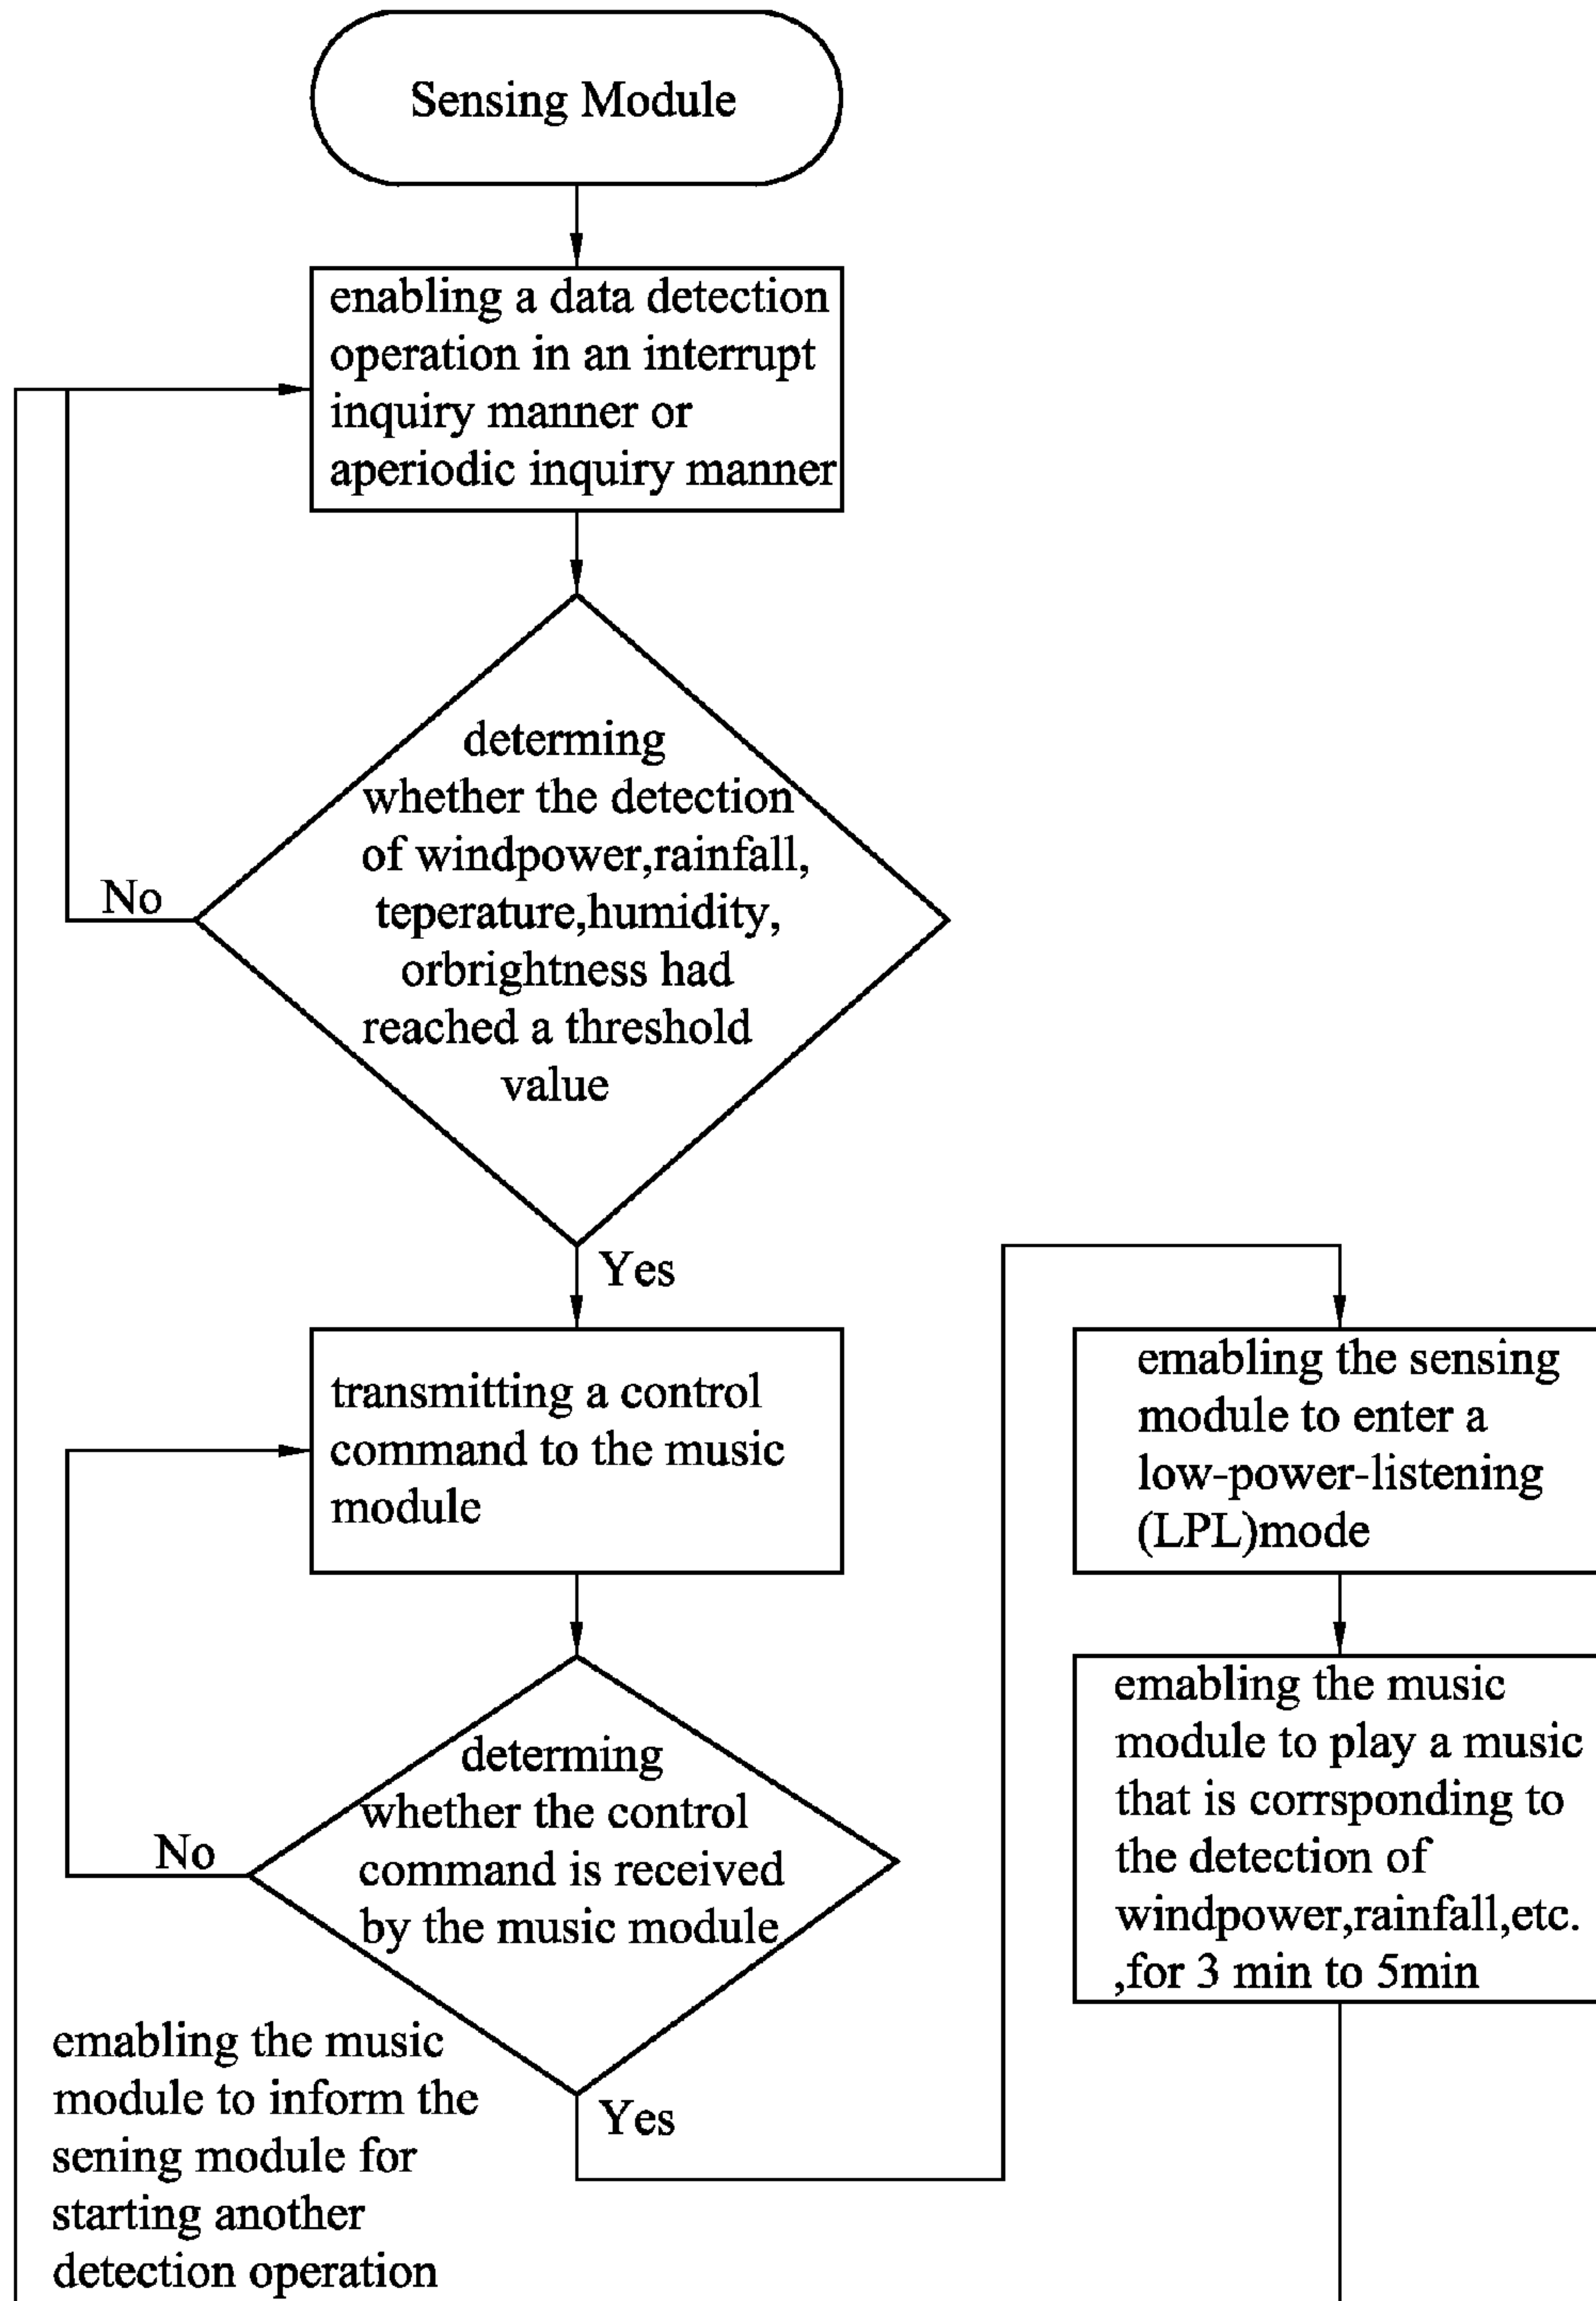 Sensing Module
enabling a data detection
operation in an interrupt
inquiry manner or
aperiodic inquiry manner
determing
whether the detection
of windpower,rainfall,
teperature,humidity,
orbrightness had
reached a threshold
value
No
Yes
transmitting a control
command to the music
module
determing
whether the control
command is received
by the music module
No
Yes
emabling the sensing
module to enter a
low-power-listening
(LPL)mode
emabling the music
module to play a music
that is corrsponding to
the detection of
windpower,rainfall,etc.
,for 3 min to 5min
emabling the music
module to inform the
sening module for
starting another
detection operation